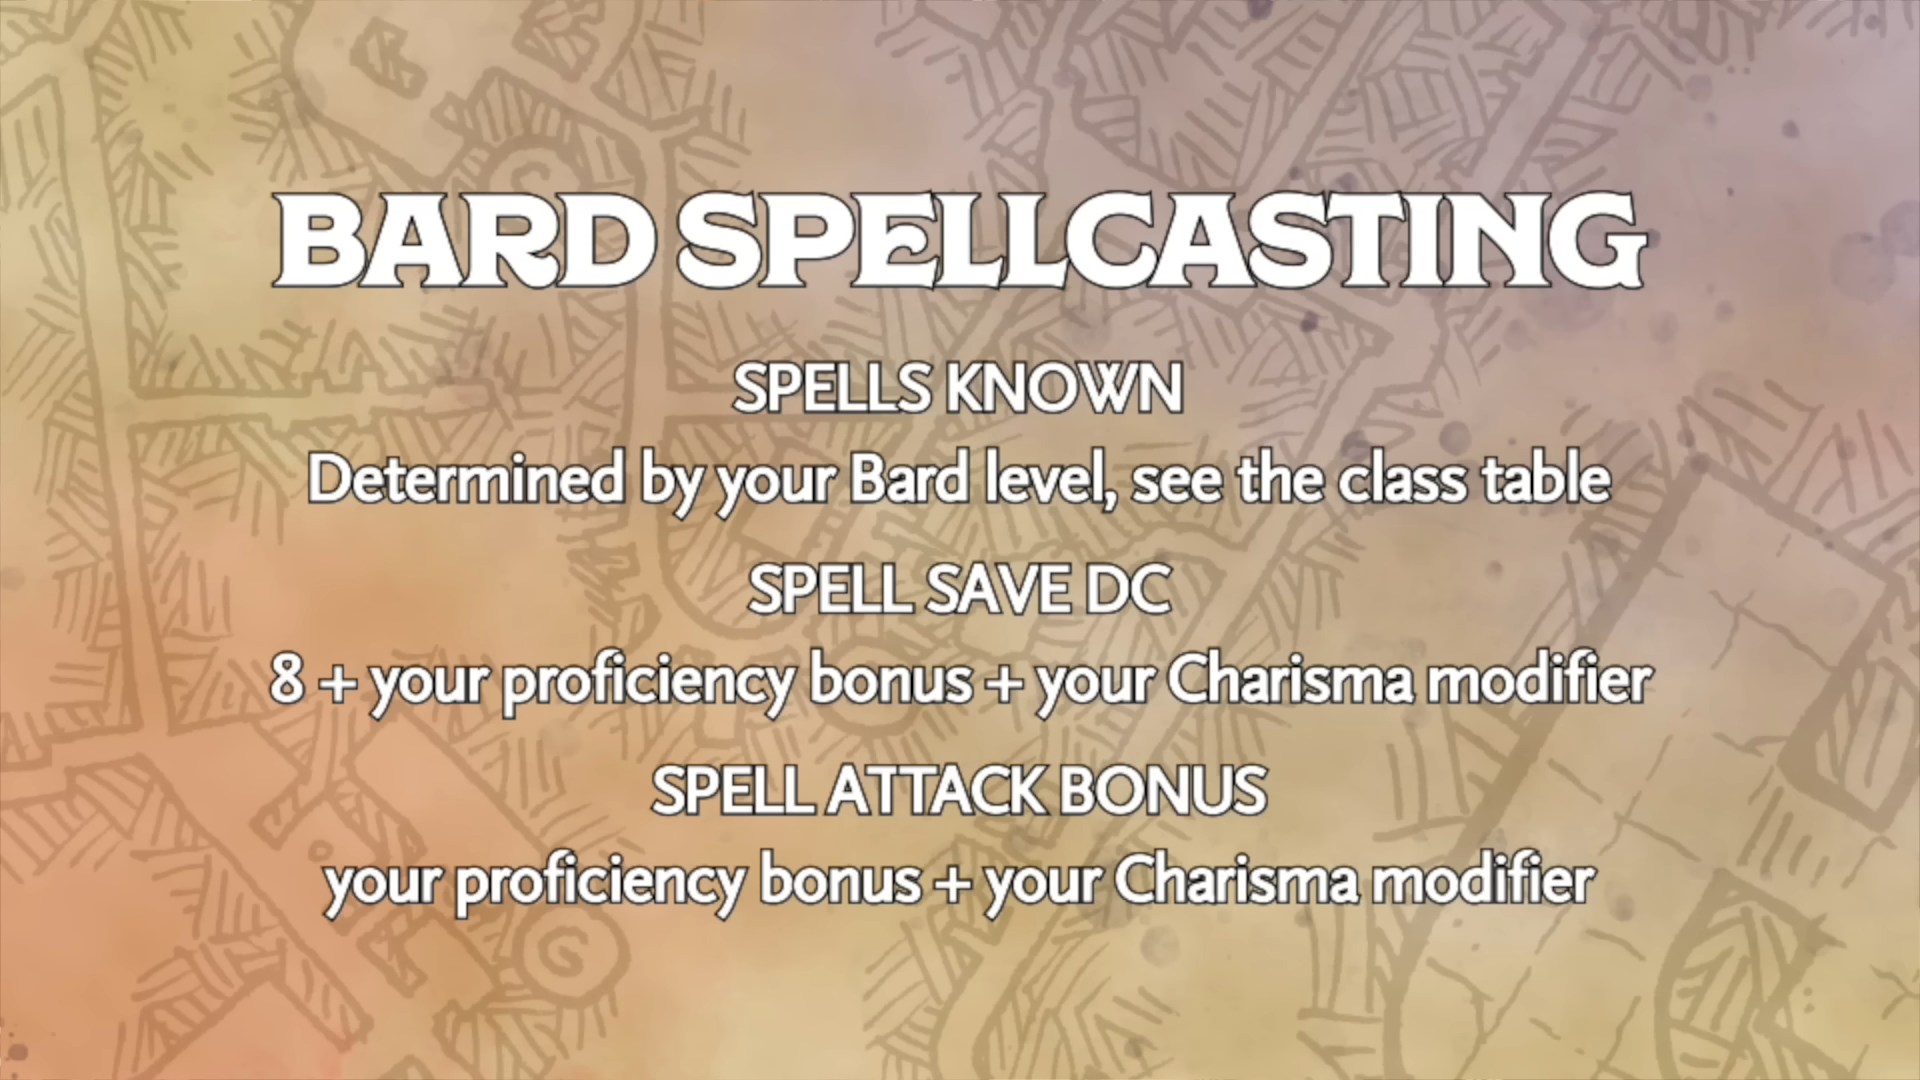 BARD SPELLCASTING
SPELLS KNOWN
Determined by your Bard level, see the class table
SPELL SAVE DC
8 + your proficiency bonus + your Charisma modifier
SPELL ATTACK BONUS
your proficiency bonus + your Charisma modifier